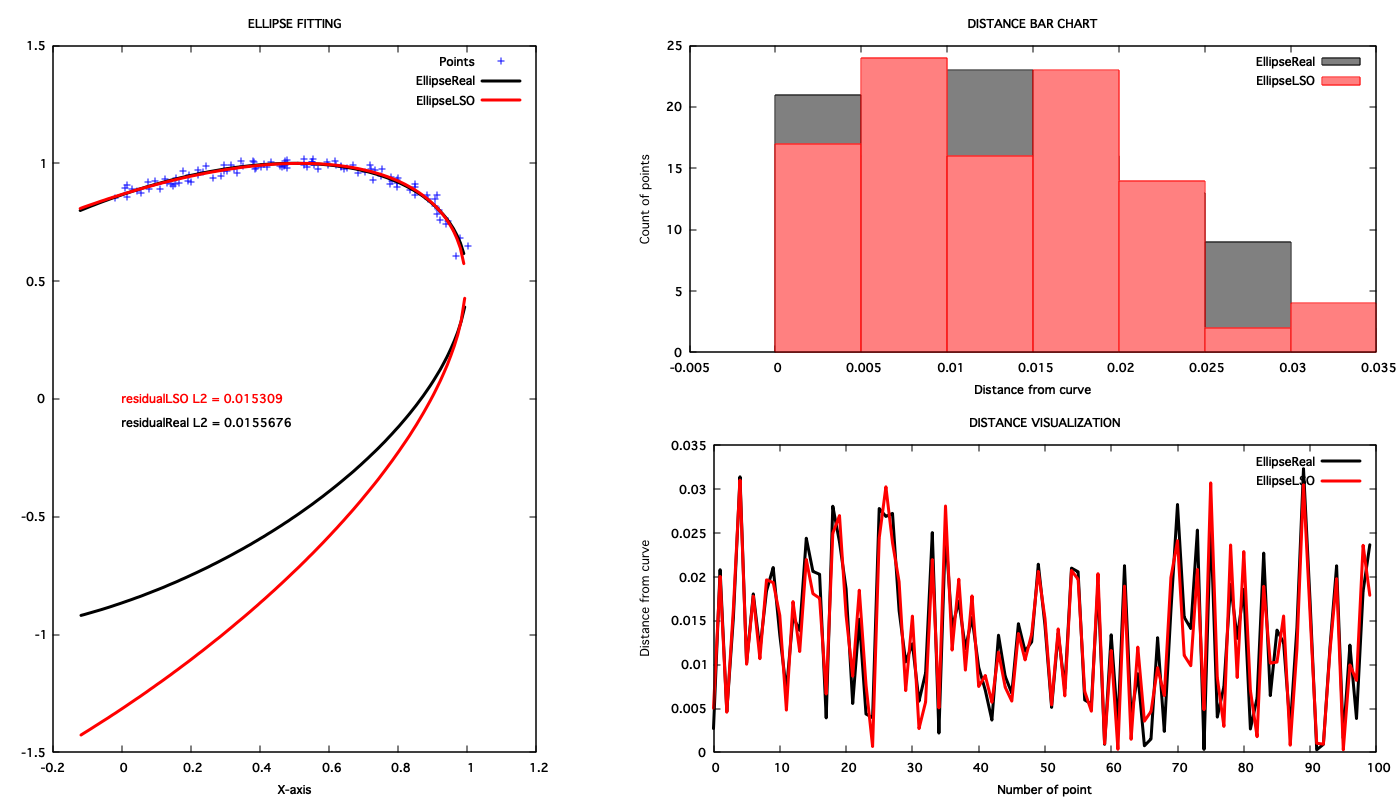 ELLIPSE FITTING
1.5
1
0.5
0
-0.5
-1
-1.5
-0.2 0 0.2 0.4 0.6 0.8 1 1.2
X-axis
Points
EllipseReal
EllipseLSO
residualLSO L2 = 0.015309
residualReal L2 = 0.0155676
DISTANCE BAR CHART
25
20
15
10
5
0
-0.005 0 0.005 0.01 0.015 0.02 0.025 0.03 0.035
Count of points
Distance from curve
EllipseReal
EllipseLSO
DISTANCE VISUALIZATION
0.035
0.03
0.025
0.02
0.015
0.01
0.005
0
0 10 20 30 40 50 60 70 80 90 100
Distance from curve
Number of point
EllipseReal
EllipseLSO